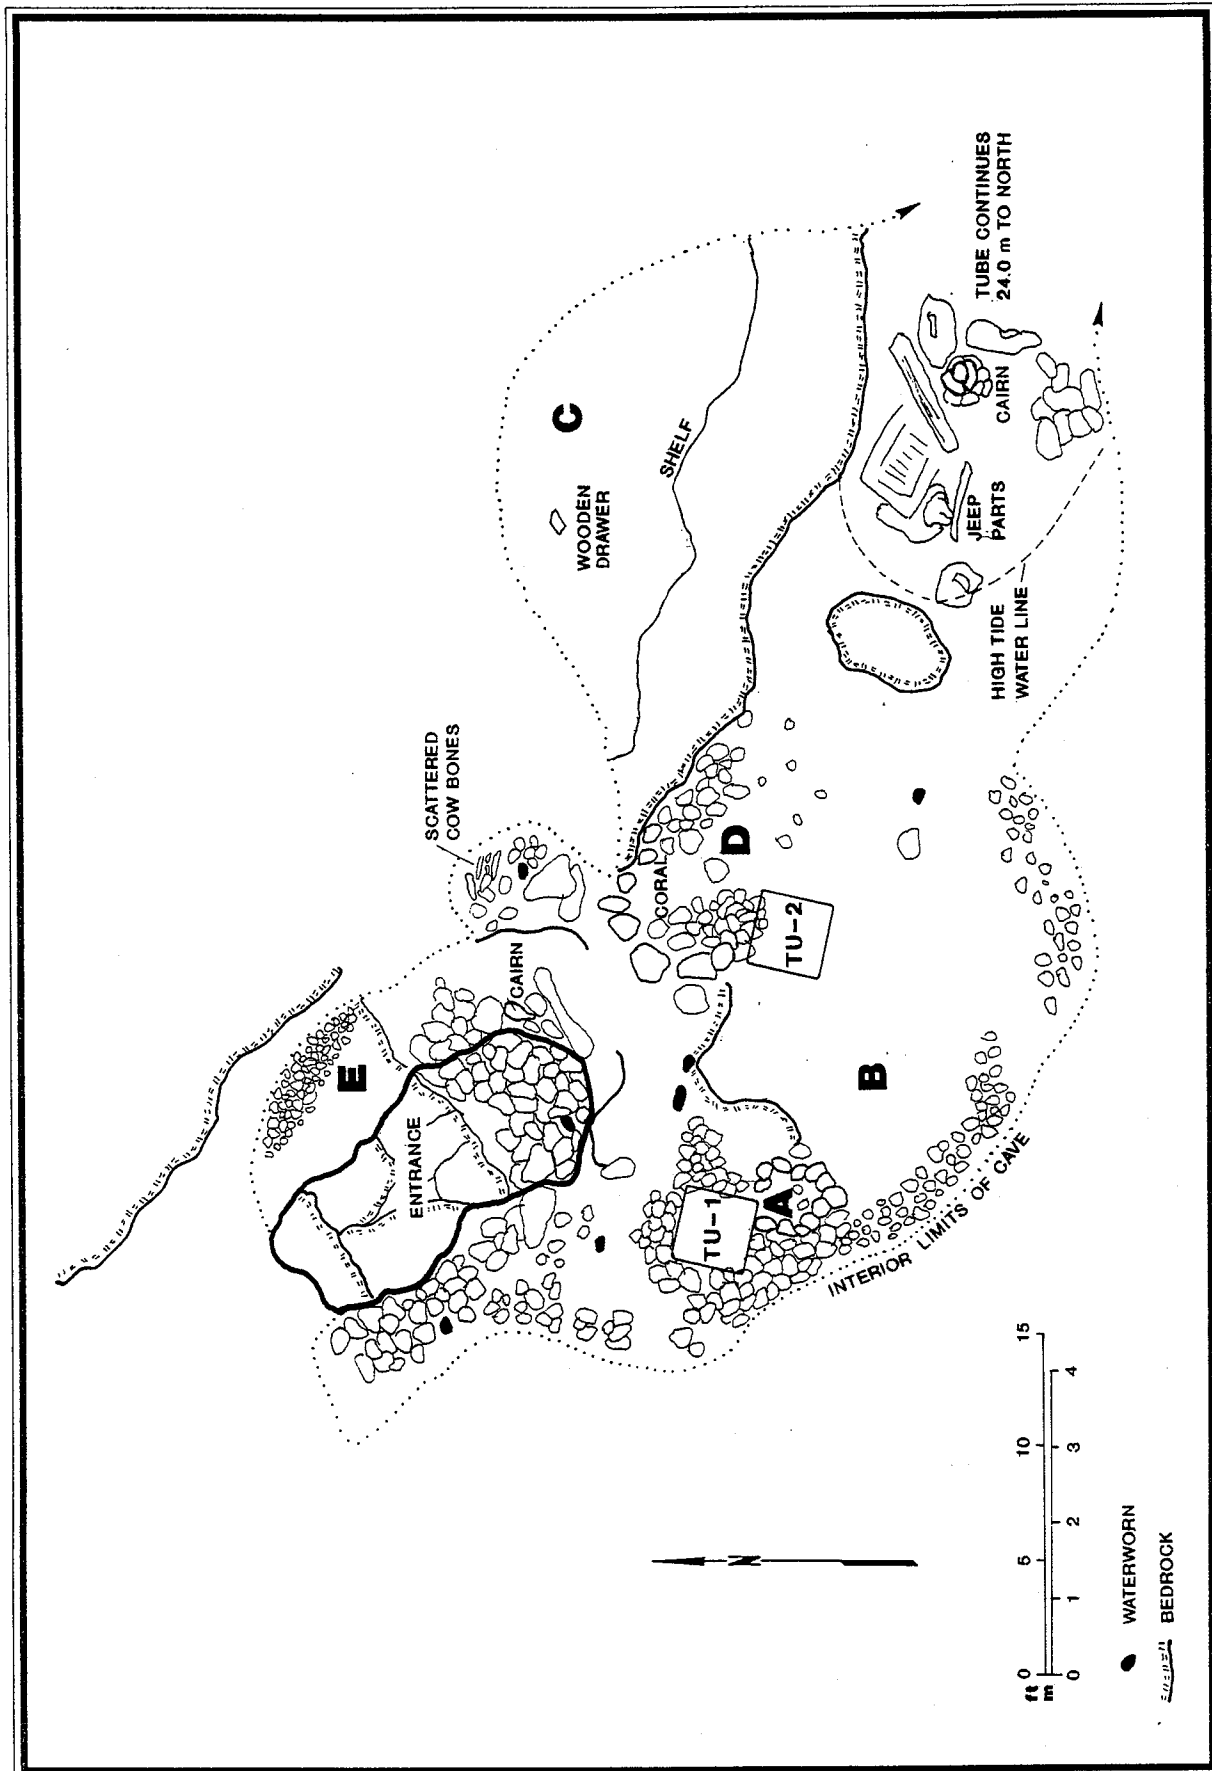 SCATTERED
COW BONES
C
WOODEN
DRAWER
SHELF
E
ENTRANCE
CAIRN
CORAL
D
TU-2
TU-1
A
B
INTERIOR LIMITS OF CAVE
HIGH TIDE
WATER LINE
JEEP
PARTS
CAIRN
TUBE CONTINUES
24.0 m TO NORTH
N
ft 0 5 10 15
m 0 1 2 3 4
WATERWORN
BEDROCK